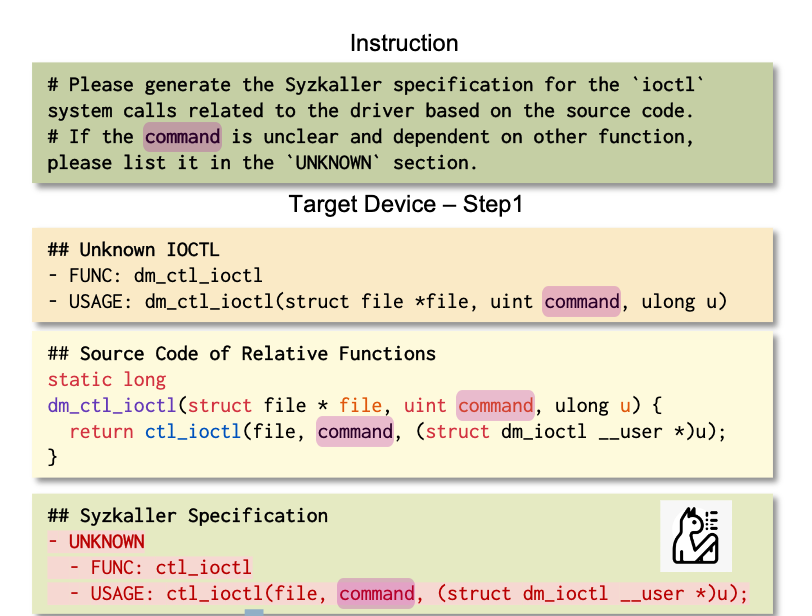 Instruction
# Please generate the Syzkaller specification for the `ioctl`
system calls related to the driver based on the source code.
# If the command is unclear and dependent on other function,
please list it in the `UNKNOWN` section.
Target Device – Step1
## Unknown IOCTL
- FUNC: dm_ctl_ioctl
- USAGE: dm_ctl_ioctl(struct file *file, uint command, ulong u)
## Source Code of Relative Functions
static long
dm_ctl_ioctl(struct file * file, uint command, ulong u) {
  return ctl_ioctl(file, command, (struct dm_ioctl __user *)u);
}
## Syzkaller Specification
- UNKNOWN
  - FUNC: ctl_ioctl
  - USAGE: ctl_ioctl(file, command, (struct dm_ioctl __user *)u);